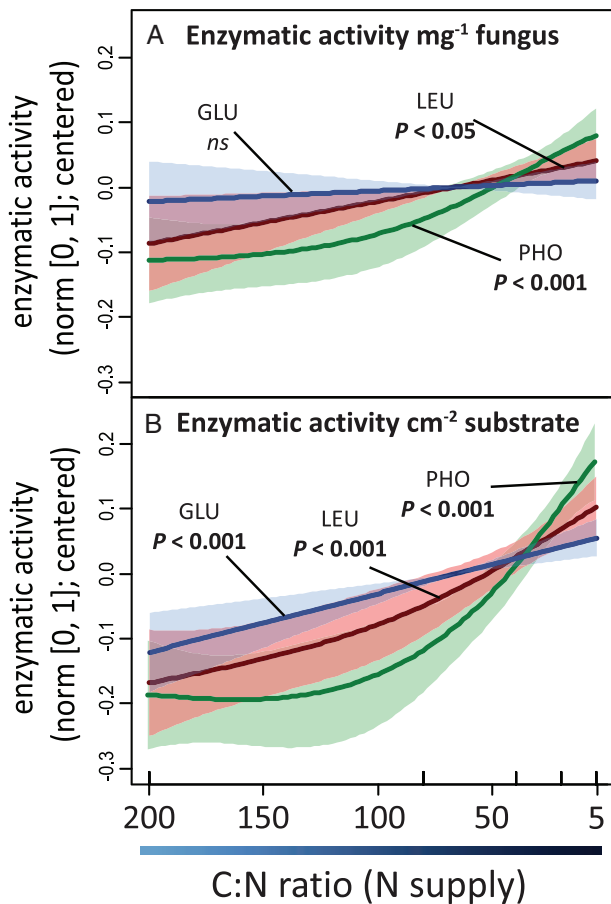 A Enzymatic activity mg⁻¹ fungus
enzymatic activity
(norm [0, 1]; centered)
0.2
0.1
0.0
-0.1
-0.2
-0.3
GLU
ns
LEU
P < 0.05
PHO
P < 0.001
B Enzymatic activity cm⁻² substrate
enzymatic activity
(norm [0, 1]; centered)
0.2
0.1
0.0
-0.1
-0.2
-0.3
GLU
P < 0.001
LEU
P < 0.001
PHO
P < 0.001
200 150 100 50 5
C:N ratio (N supply)